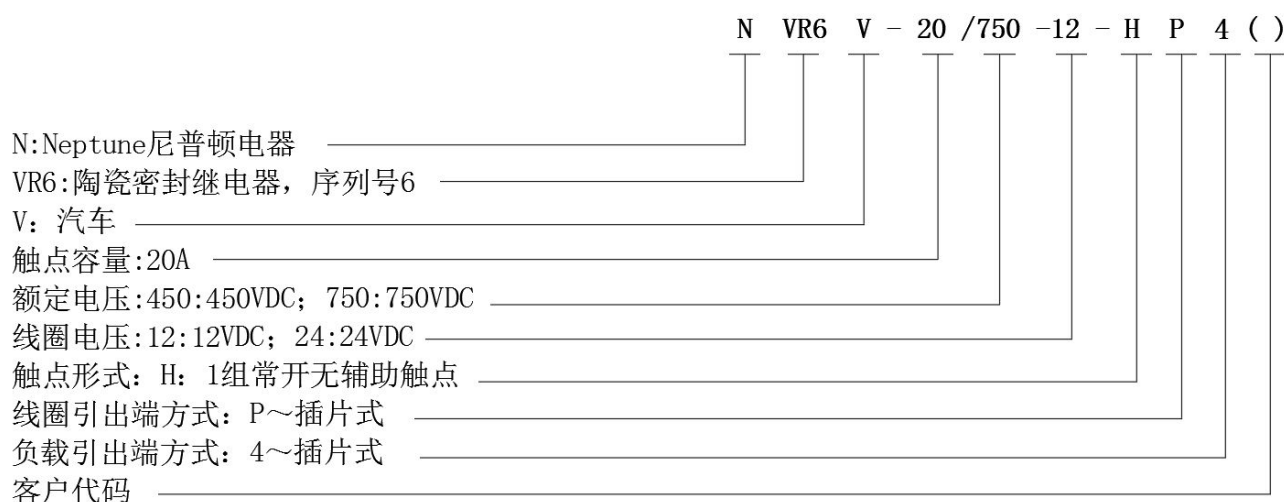 N VR6 V - 20 /750 -12 - H P 4 ( )
N:Neptune尼普顿电器
VR6:陶瓷密封继电器，序列号6
V：汽车
触点容量:20A
额定电压:450:450VDC；750:750VDC
线圈电压:12:12VDC；24:24VDC
触点形式：H：1组常开无辅助触点
线圈引出端方式：P～插片式
负载引出端方式：4～插片式
客户代码